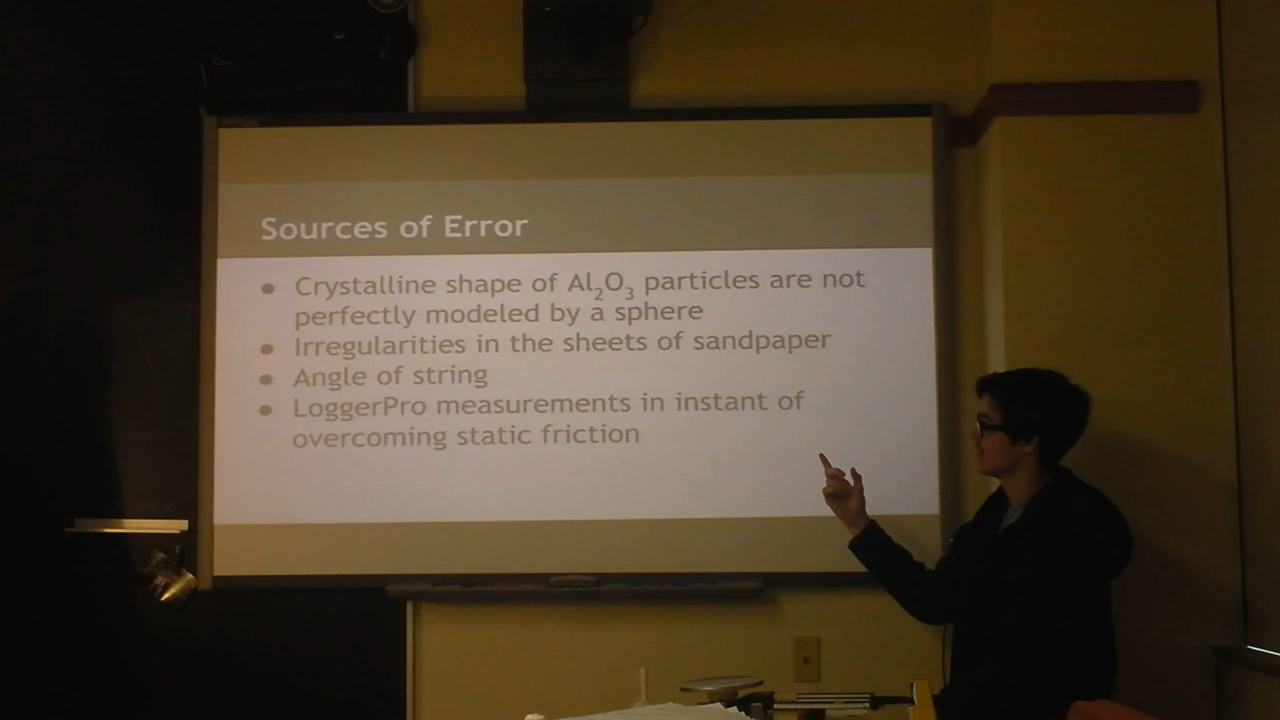 Sources of Error
● Crystalline shape of Al₂O₃ particles are not
perfectly modeled by a sphere
● Irregularities in the sheets of sandpaper
● Angle of string
● LoggerPro measurements in instant of
overcoming static friction